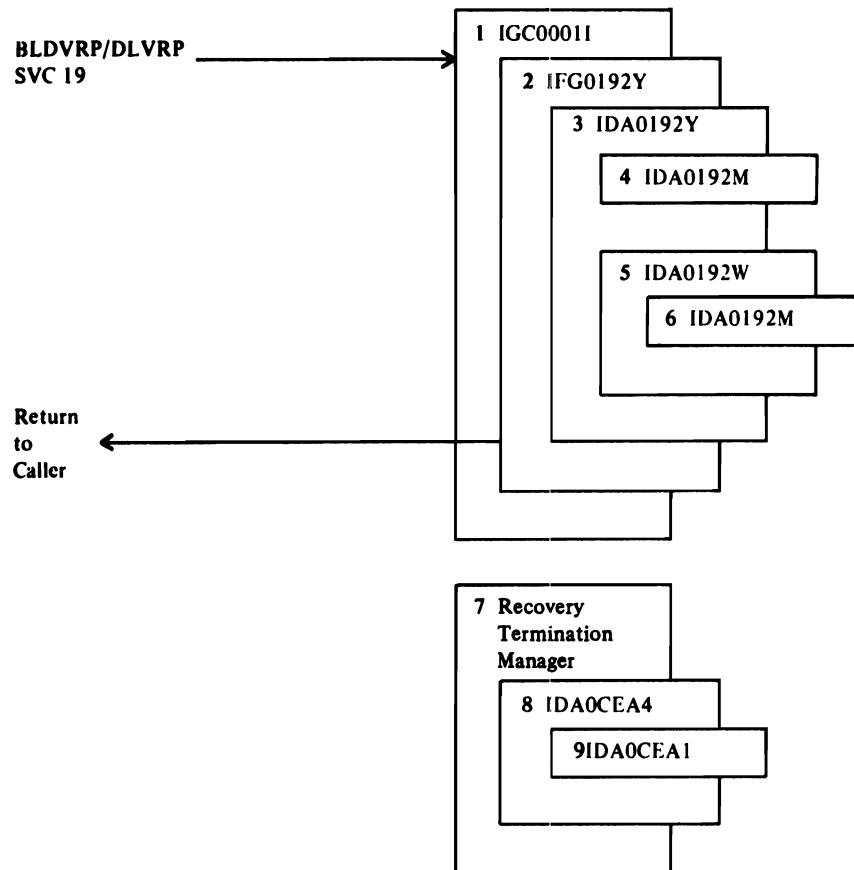 1 IGC0001I
BLDVRP/DLVRP
SVC 19
2 IFG0192Y
3 IDA0192Y
4 IDA0192M
5 IDA0192W
6 IDA0192M
Return
to
Caller
7 Recovery
Termination
Manager
8 IDA0CEA4
9IDA0CEA1